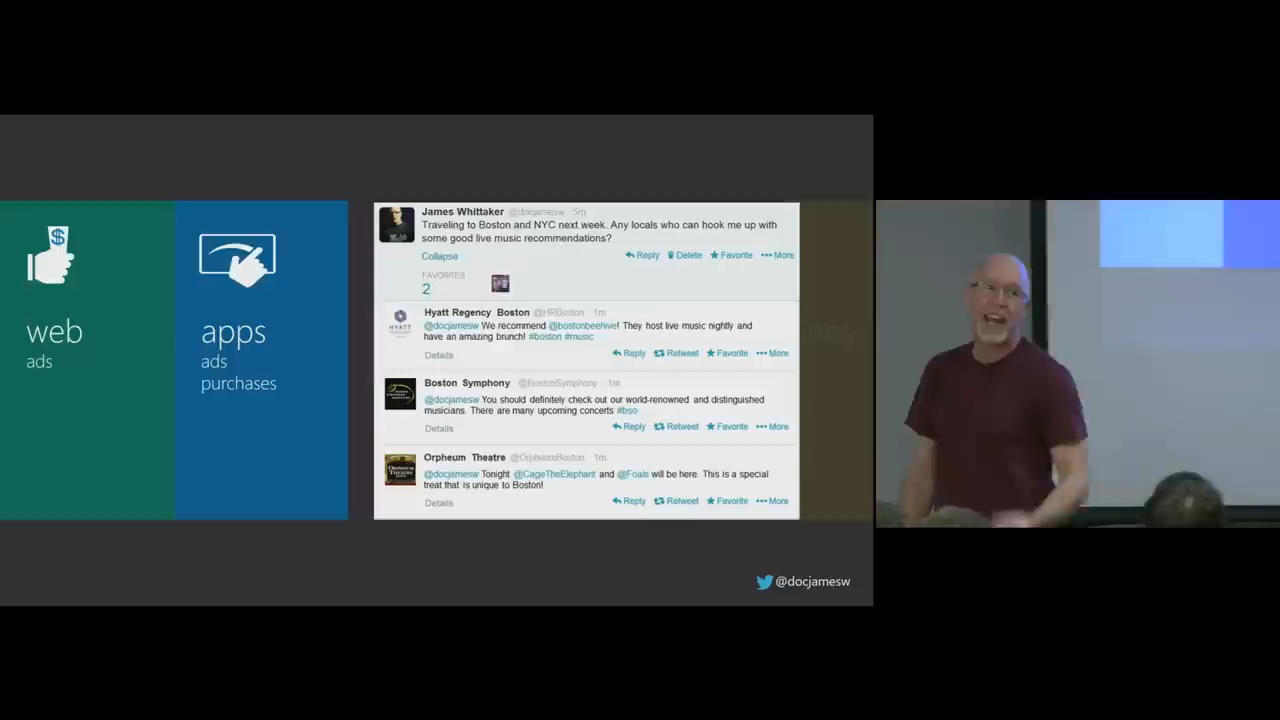 web
ads
apps
ads
purchases
James Whittaker @docjamesw 5m
Traveling to Boston and NYC next week. Any locals who can hook me up with
some good live music recommendations?
Collapse
Reply Delete Favorite More
FAVORITES
2
Hyatt Regency Boston @HRBoston 1m
@docjamesw We recommend @bostonbeehive! They host live music nightly and
have an amazing brunch! #boston #music
Details
Reply Retweet Favorite More
HYATT
Boston Symphony @BostonSymphony 1m
@docjamesw You should definitely check out our world-renowned and distinguished
musicians. There are many upcoming concerts #bso
Details
Reply Retweet Favorite More
Orpheum Theatre @OrpheumBoston 1m
@docjamesw Tonight @CageTheElephant and @Foals will be here. This is a special
treat that is unique to Boston!
Details
Reply Retweet Favorite More
@docjamesw